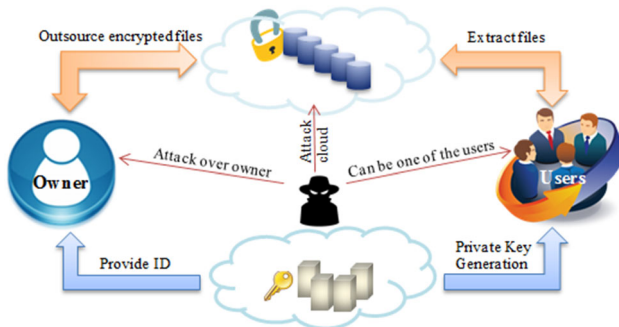 Outsource encrypted files
Extract files
Attack
cloud
Attack over owner
Can be one of the users
Owner
Users
Provide ID
Private Key
Generation